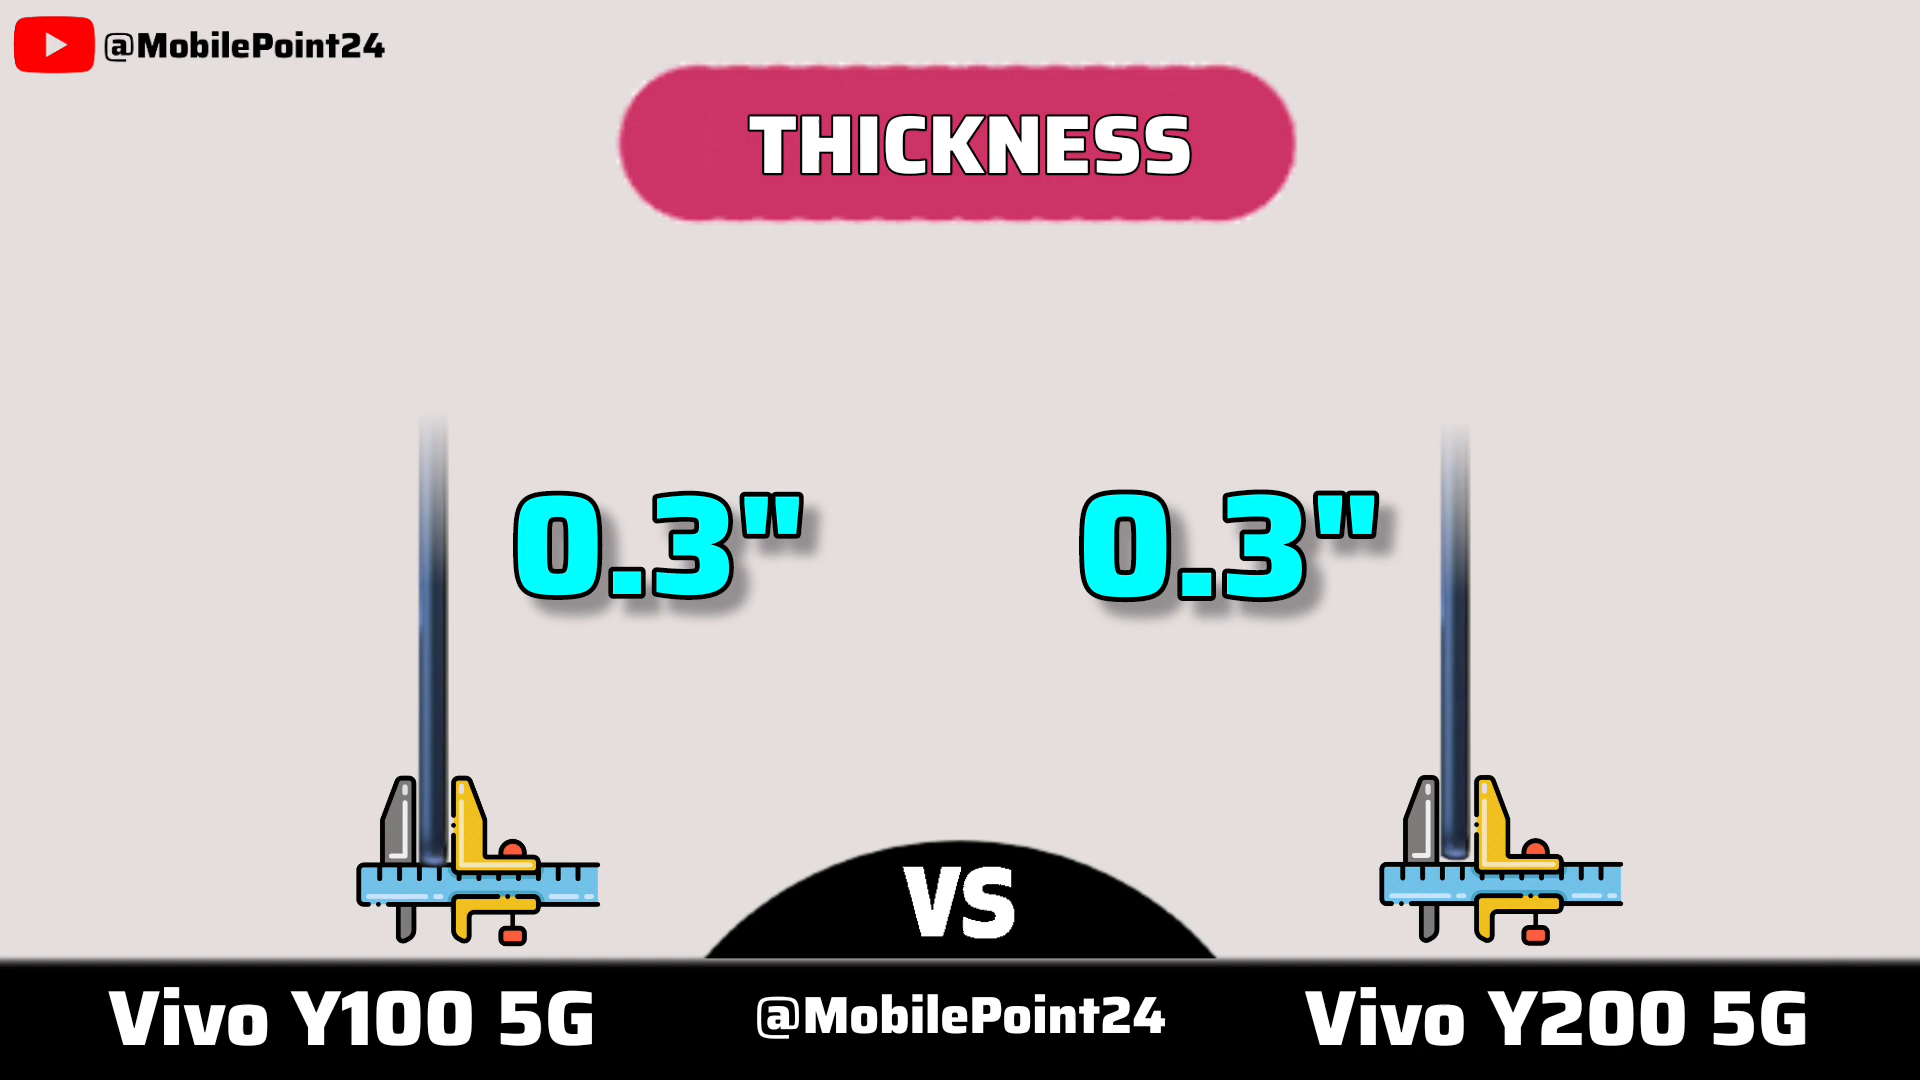 @MobilePoint24
THICKNESS
0.3"
0.3"
VS
Vivo Y100 5G
@MobilePoint24
Vivo Y200 5G